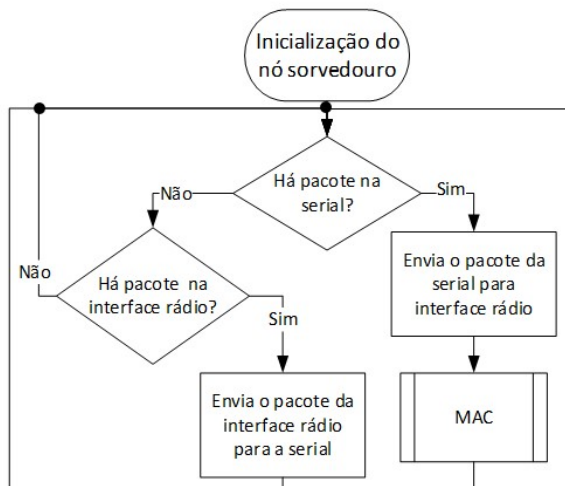 Inicialização do
nó sorvedouro
Há pacote na
serial?
Não
Sim
Há pacote na
interface rádio?
Não
Sim
Envia o pacote da
serial para
interface rádio
Envia o pacote da
interface rádio
para a serial
MAC